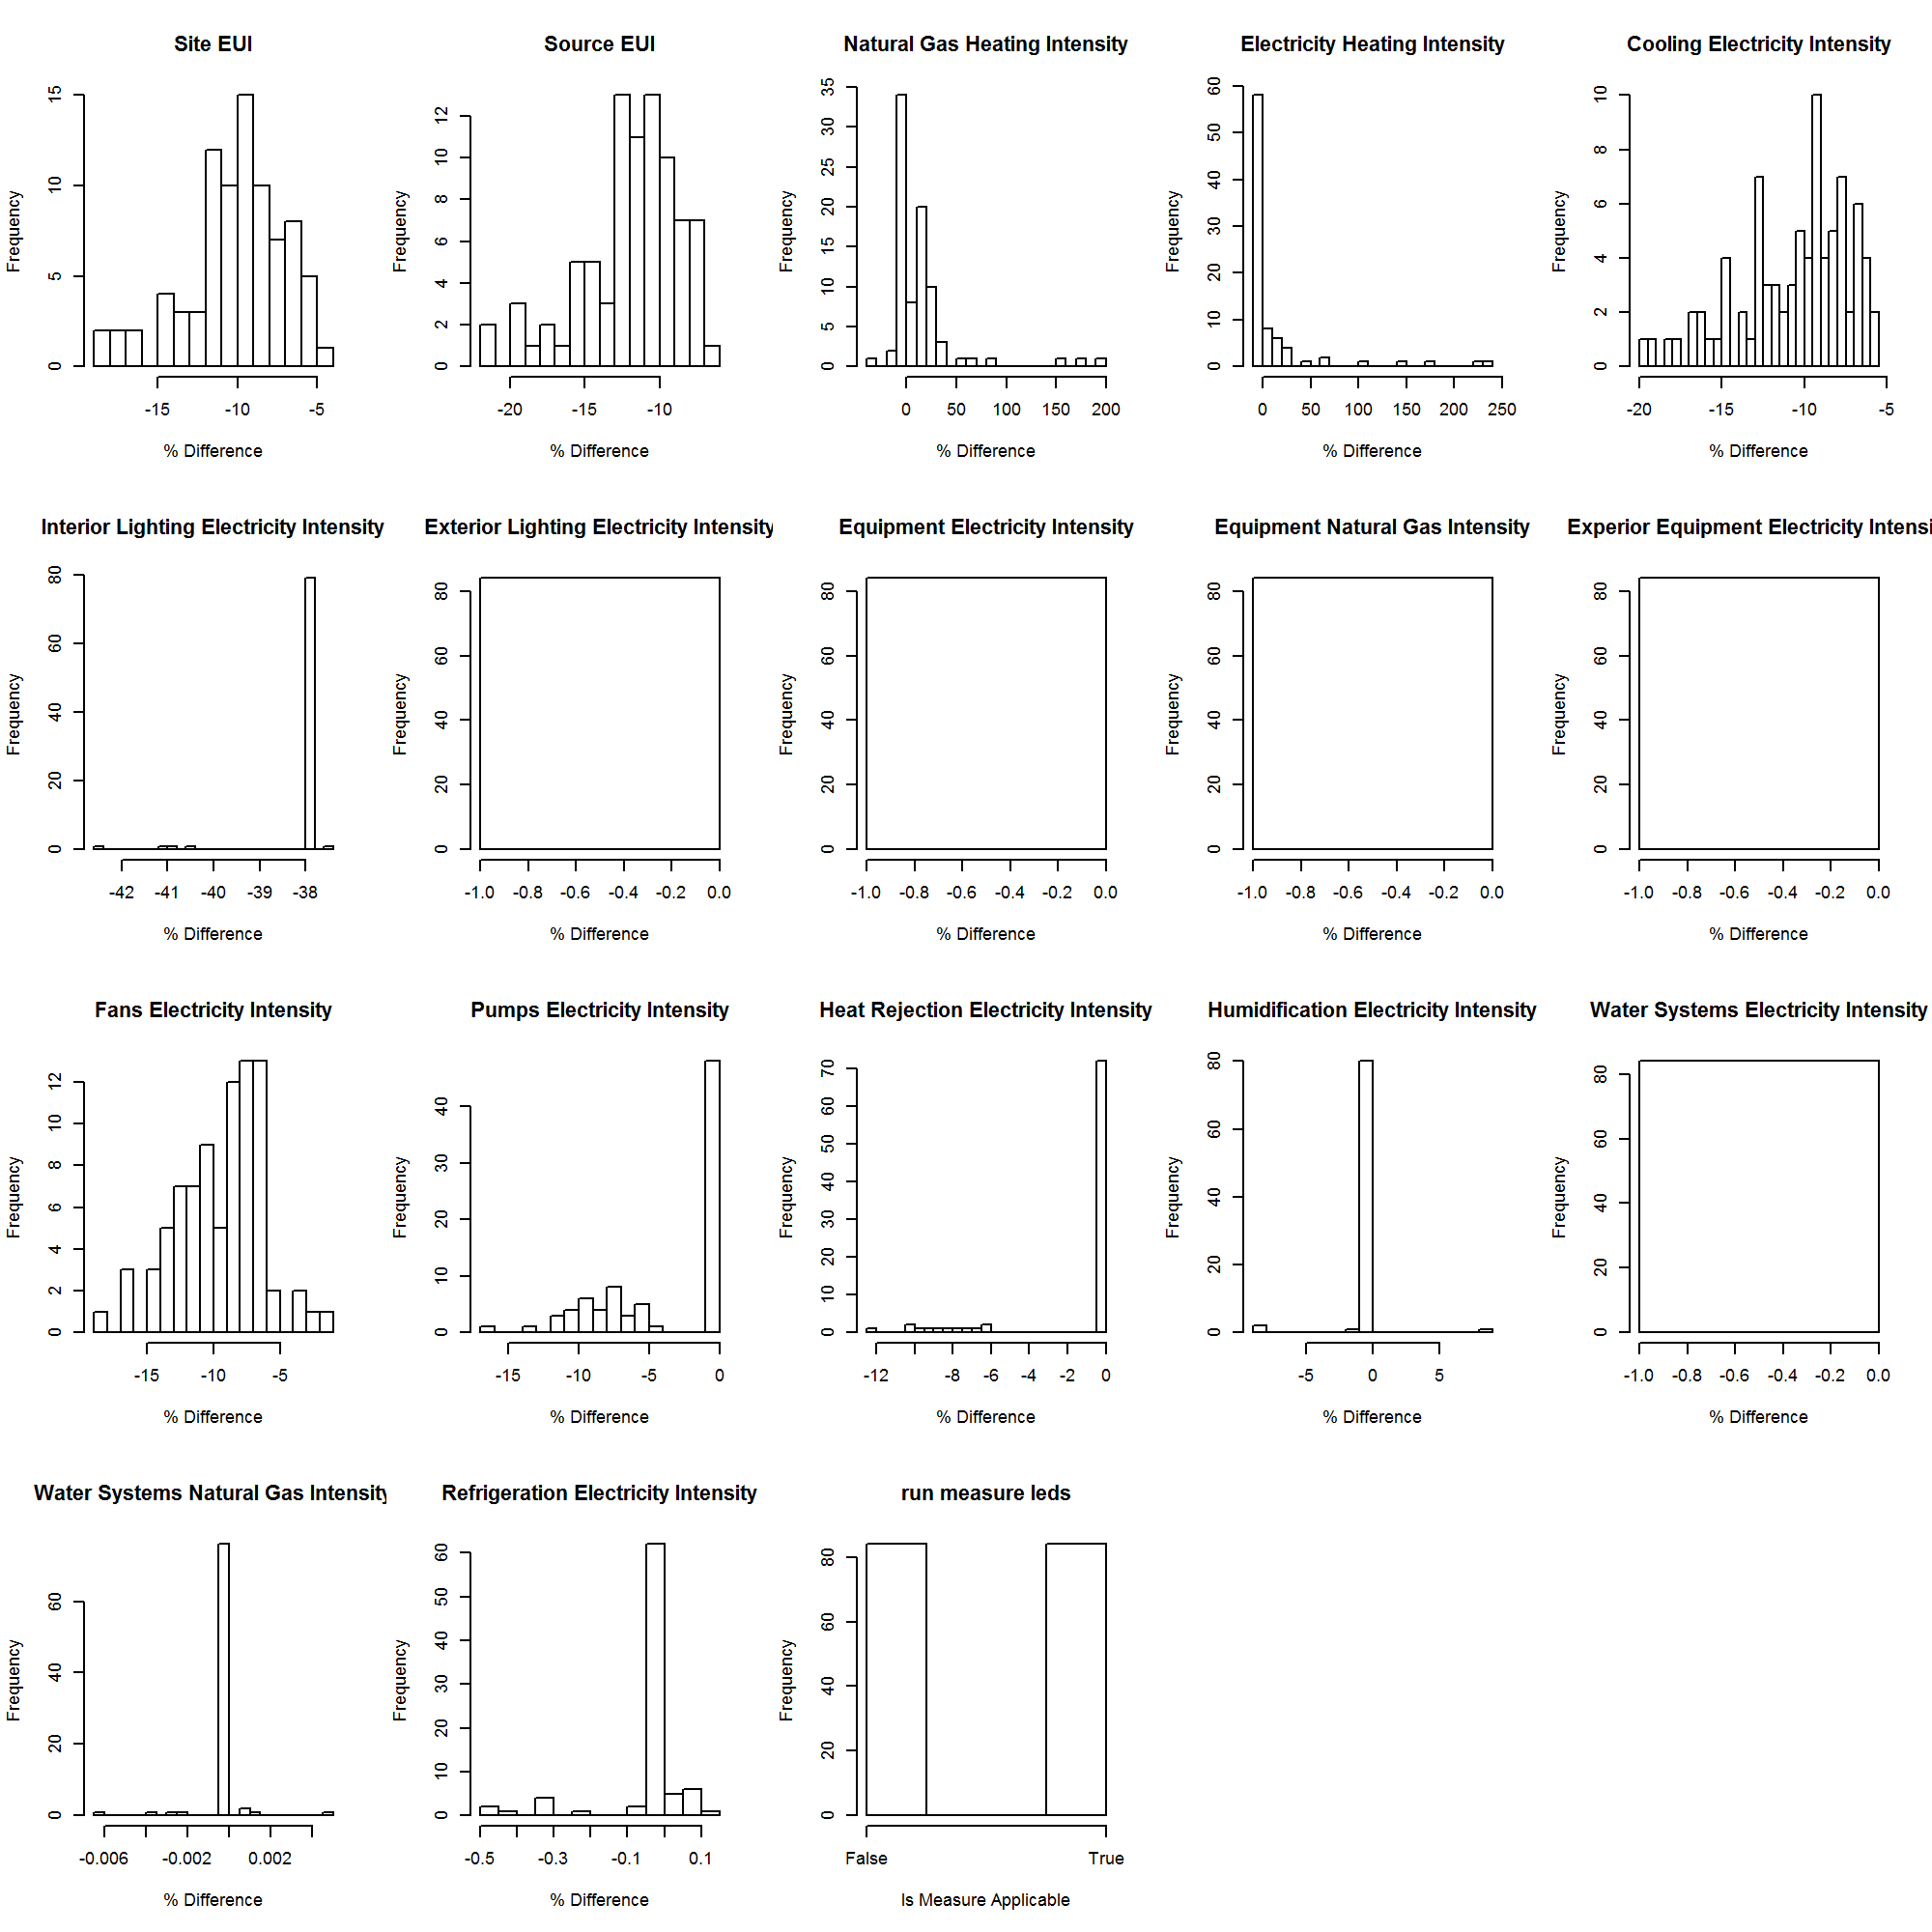 Site EUI
Source EUI
Natural Gas Heating Intensity
Electricity Heating Intensity
Cooling Electricity Intensity
Frequency
0 5 10 15
-15 -10 -5
% Difference
Frequency
0 2 4 6 8 10 12
-20 -15 -10
% Difference
Frequency
0 5 10 15 20 25 30 35
0 50 100 150 200
% Difference
Frequency
0 10 20 30 40 50 60
0 50 100 150 200 250
% Difference
Frequency
0 2 4 6 8 10
-20 -15 -10 -5
% Difference
Interior Lighting Electricity Intensity
Exterior Lighting Electricity Intensity
Equipment Electricity Intensity
Equipment Natural Gas Intensity
Experior Equipment Electricity Intensi
Frequency
0 20 40 60 80
-42 -41 -40 -39 -38
% Difference
Frequency
0 20 40 60 80
-1.0 -0.8 -0.6 -0.4 -0.2 0.0
% Difference
Frequency
0 20 40 60 80
-1.0 -0.8 -0.6 -0.4 -0.2 0.0
% Difference
Frequency
0 20 40 60 80
-1.0 -0.8 -0.6 -0.4 -0.2 0.0
% Difference
Frequency
0 20 40 60 80
-1.0 -0.8 -0.6 -0.4 -0.2 0.0
% Difference
Fans Electricity Intensity
Pumps Electricity Intensity
Heat Rejection Electricity Intensity
Humidification Electricity Intensity
Water Systems Electricity Intensity
Frequency
0 2 4 6 8 10 12
-15 -10 -5
% Difference
Frequency
0 10 20 30 40
-15 -10 -5 0
% Difference
Frequency
0 10 20 30 40 50 60 70
-12 -8 -6 -4 -2 0
% Difference
Frequency
0 20 40 60 80
-5 0 5
% Difference
Frequency
0 20 40 60 80
-1.0 -0.8 -0.6 -0.4 -0.2 0.0
% Difference
Water Systems Natural Gas Intensity
Refrigeration Electricity Intensity
run measure leds
Frequency
0 20 40 60
-0.006 -0.002 0.002
% Difference
Frequency
0 10 20 30 40 50 60
-0.5 -0.3 -0.1 0.1
% Difference
Frequency
0 20 40 60 80
False True
Is Measure Applicable